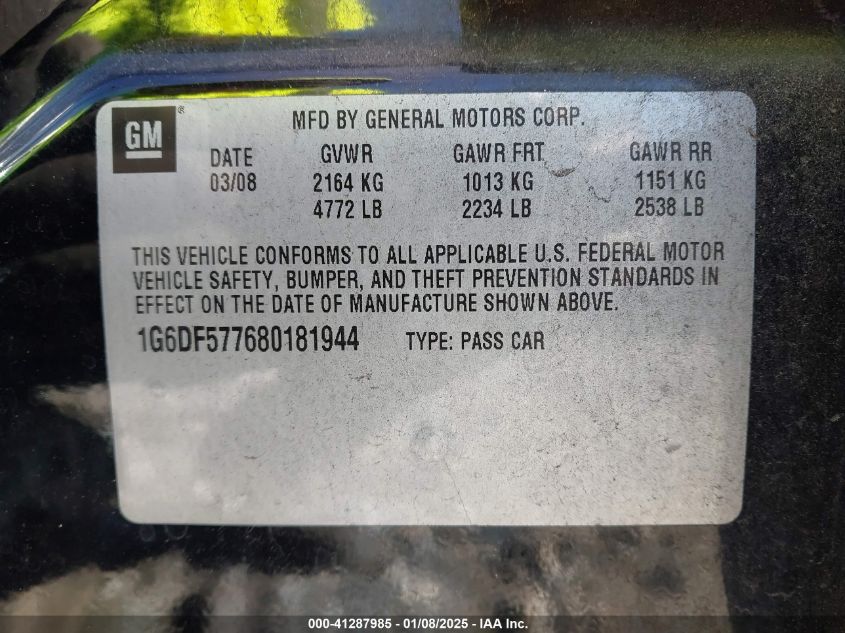 GM®
MFD BY GENERAL MOTORS CORP.
DATE GVWR GAWR FRT GAWR RR
03/08 2164 KG 1013 KG 1151 KG
4772 LB 2234 LB 2538 LB
THIS VEHICLE CONFORMS TO ALL APPLICABLE U.S. FEDERAL MOTOR
VEHICLE SAFETY, BUMPER, AND THEFT PREVENTION STANDARDS IN
EFFECT ON THE DATE OF MANUFACTURE SHOWN ABOVE.
1G6DF577680181944 TYPE: PASS CAR
000-41287985 - 01/08/2025 - IAA Inc.